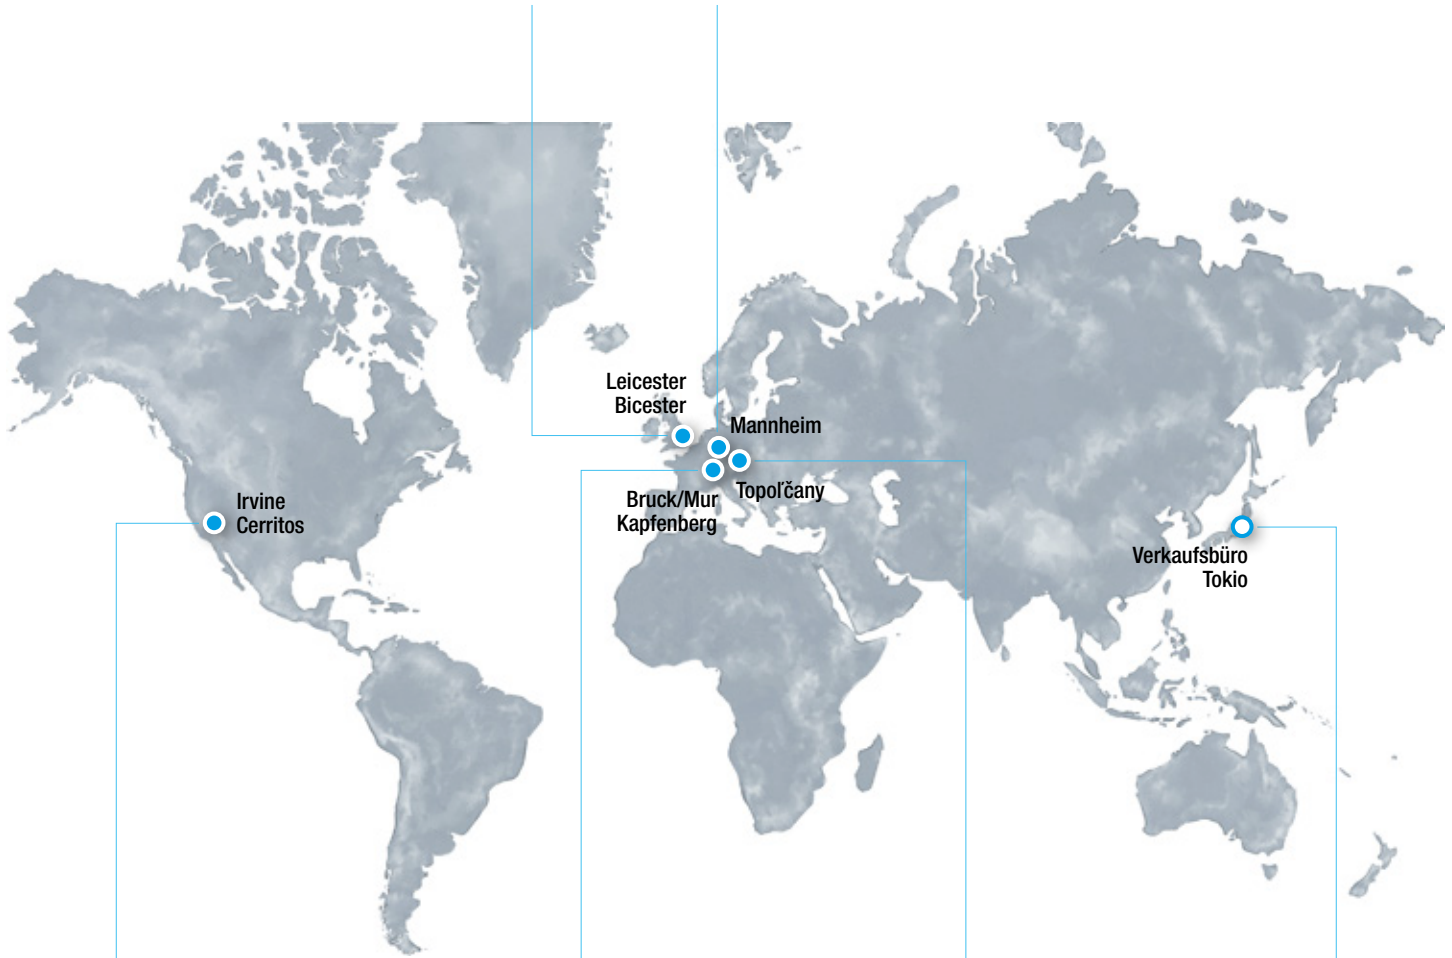 Leicester
Bicester
Mannheim
Topoľčany
Bruck/Mur
Kapfenberg
Irvine
Cerritos
Verkaufsbüro
Tokio